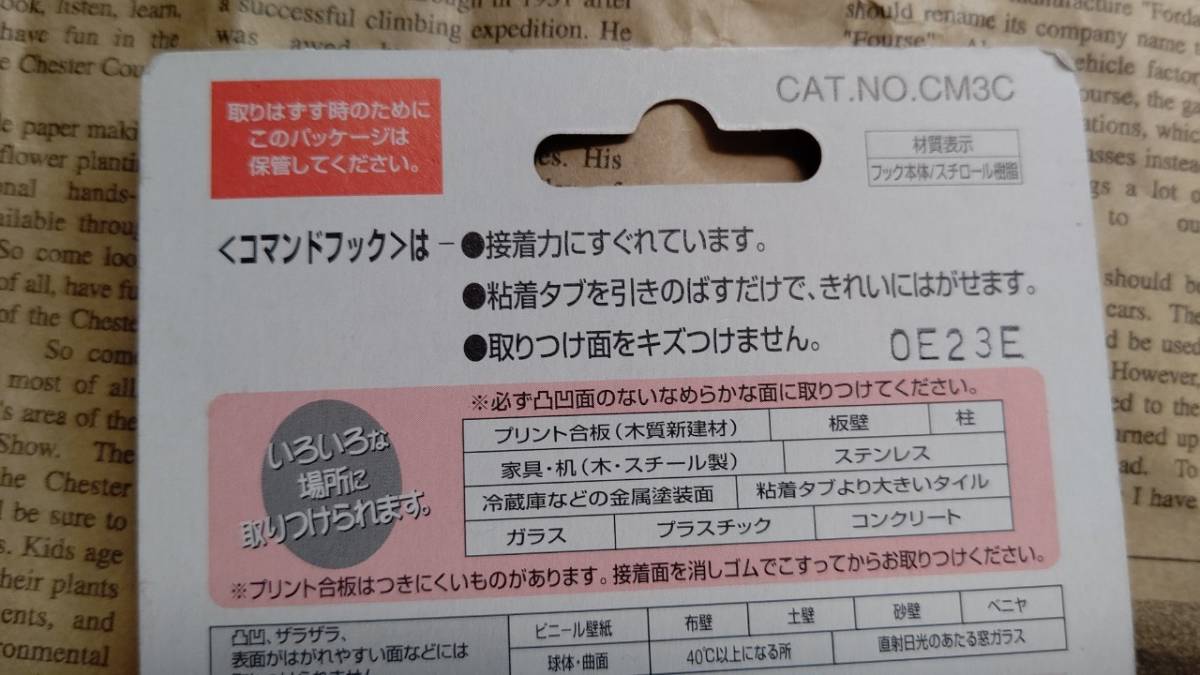 ook, listen, learn,
have fun in the
e Chester Cou
a successful climbing
expedition. He
should rename its
company name t
"Fourse".
ehicle factory
ourse, the ga
ations, which
asses instead
gs a lot o
to
ou
le paper maki
flower planti
onal hands-
ailable throu
So come loo
of all, have fu
of the Cheste
So com
most of all
's area of the
Show. The
he Chester
l be sure to
s. Kids age
heir plants
ents, and
ronmental
es. His
should be
cars. The
d be used
However
ed to the
urned up
ad. To
I have
取りはずす時のために
このパッケージは
保管してください。
CAT.NO.CM3C
材質表示
フック本体/スチロール樹脂
<コマンドフック>は
●接着力にすぐれています。
●粘着タブを引きのばすだけで、きれいにはがせます。
●取りつけ面をキズつけません。
OE23E
いろいろな
場所に
取りつけられます。
※必ず凸凹面のないなめらかな面に取りつけてください。
プリント合板(木質新建材) 板壁 柱
家具・机(木・スチール製) ステンレス
冷蔵庫などの金属塗装面 粘着タブより大きいタイル
ガラス プラスチック コンクリート
※プリント合板はつきにくいものがあります。接着面を消しゴムでこすってからお取りつけください。
凸凹、ザラザラ、
表面がはがれやすい面などには
ビニール壁紙 布壁 土壁 砂壁 ベニヤ
球体・曲面 40℃以上になる所 直射日光のあたる窓ガラス